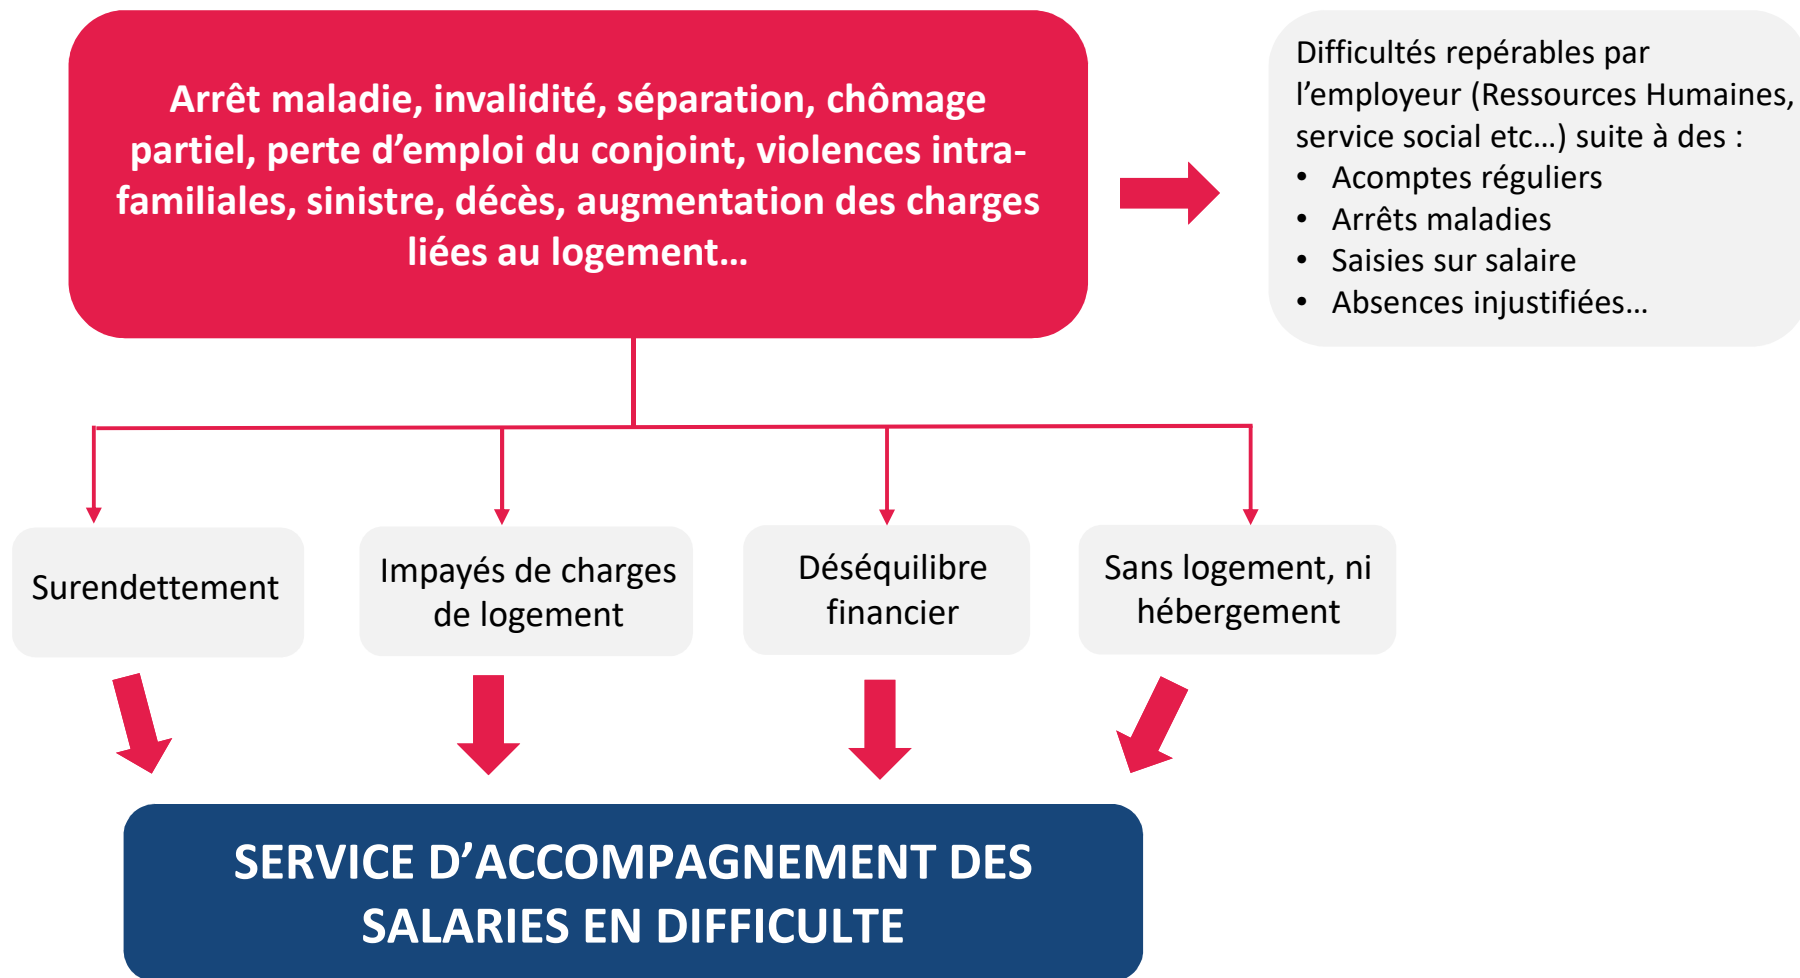 Arrêt maladie, invalidité, séparation, chômage
partiel, perte d’emploi du conjoint, violences intra-
familiales, sinistre, décès, augmentation des charges
liées au logement…
Difficultés repérables par
l’employeur (Ressources Humaines,
service social etc…) suite à des :
• Acomptes réguliers
• Arrêts maladies
• Saisies sur salaire
• Absences injustifiées…
Surendettement
Impayés de charges
de logement
Déséquilibre
financier
Sans logement, ni
hébergement
SERVICE D’ACCOMPAGNEMENT DES
SALARIES EN DIFFICULTE